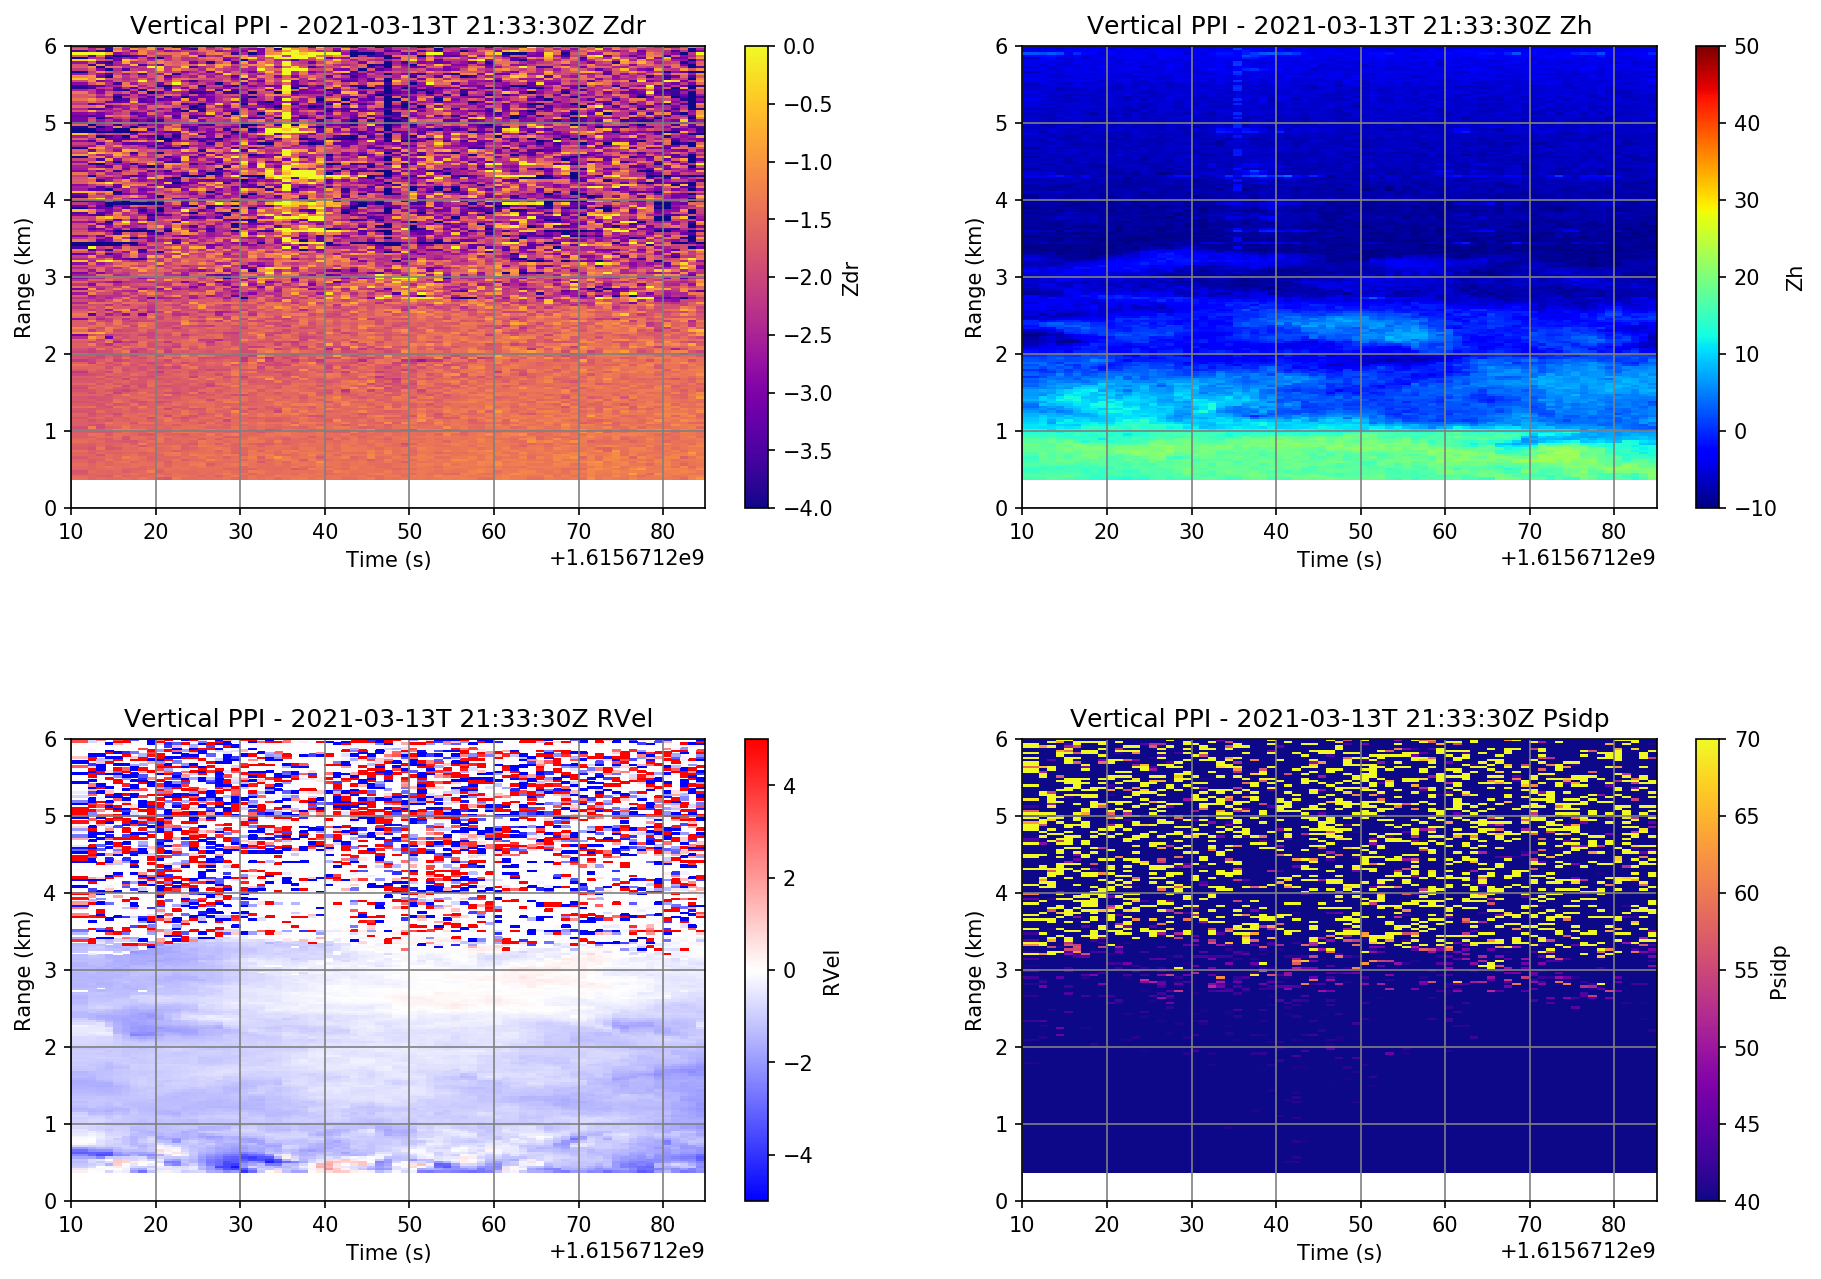 Vertical PPI - 2021-03-13T 21:33:30Z Zdr
6
5
4
3
2
1
0
Range (km)
10 20 30 40 50 60 70 80
Time (s)
+1.6156712e9
0.0
−0.5
−1.0
−1.5
−2.0
−2.5
−3.0
−3.5
−4.0
Zdr
Vertical PPI - 2021-03-13T 21:33:30Z Zh
6
5
4
3
2
1
0
Range (km)
10 20 30 40 50 60 70 80
Time (s)
+1.6156712e9
50
40
30
20
10
0
−10
Zh
Vertical PPI - 2021-03-13T 21:33:30Z RVel
6
5
4
3
2
1
0
Range (km)
10 20 30 40 50 60 70 80
Time (s)
+1.6156712e9
4
2
0
−2
−4
RVel
Vertical PPI - 2021-03-13T 21:33:30Z Psidp
6
5
4
3
2
1
0
Range (km)
10 20 30 40 50 60 70 80
Time (s)
+1.6156712e9
70
65
60
55
50
45
40
Psidp